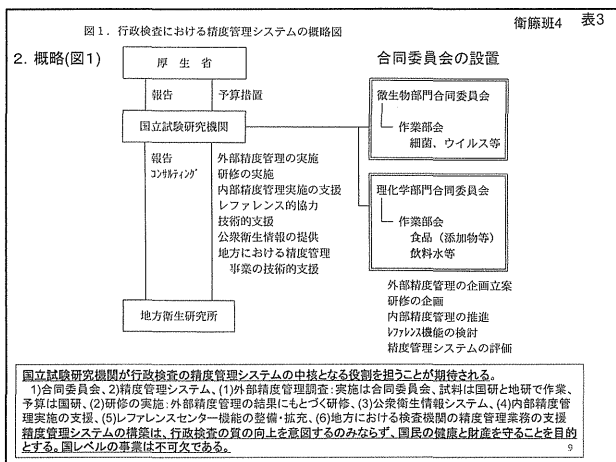 図1．行政検査における精度管理システムの概略図
衛藤班4　表3
2. 概略(図1)
厚　生　省
合同委員会の設置
報告　予算措置
国立試験研究機関
微生物部門合同委員会
作業部会
細菌、ウイルス等
報告
ｺﾝｻﾙﾃｨﾝｸﾞ
外部精度管理の実施
研修の実施
内部精度管理実施の支援
レファレンス的協力
技術的支援
公衆衛生情報の提供
地方における精度管理
事業の技術的支援
理化学部門合同委員会
作業部会
食品（添加物等）
飲料水等
地方衛生研究所
外部精度管理の企画立案
研修の企画
内部精度管理の推進
ﾚﾌｧﾚﾝｽ機能の検討
精度管理システムの評価
国立試験研究機関が行政検査の精度管理システムの中核となる役割を担うことが期待される。
1)合同委員会、2)精度管理システム、(1)外部精度管理調査：実施は合同委員会、試料は国研と地研で作業、
予算は国研、(2)研修の実施：外部精度管理の結果にもとづく研修、(3)公衆衛生情報システム、(4)内部精度管
理実施の支援、(5)レファレンスセンター機能の整備・拡充、(6)地方における検査機関の精度管理業務の支援
精度管理システムの構築は、行政検査の質の向上を意図するのみならず、国民の健康と財産を守ることを目的
とする。国レベルの事業は不可欠である。
9